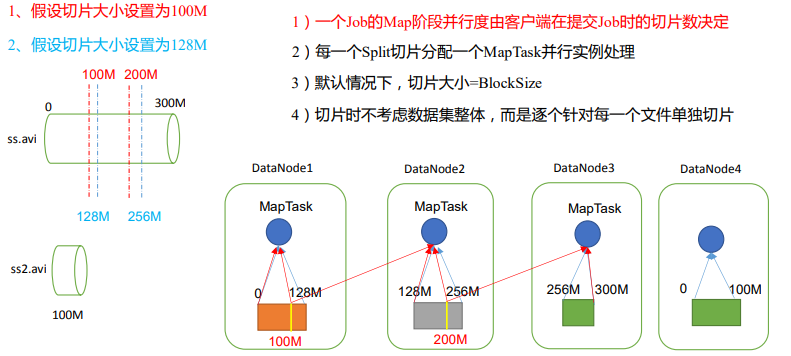 1、假设切片大小设置为100M
2、假设切片大小设置为128M
1）一个Job的Map阶段并行度由客户端在提交Job时的切片数决定
2）每一个Split切片分配一个MapTask并行实例处理
3）默认情况下，切片大小=BlockSize
4）切片时不考虑数据集整体，而是逐个针对每一个文件单独切片
100M 200M
0 300M
ss.avi
128M 256M
ss2.avi
100M
DataNode1 DataNode2 DataNode3 DataNode4
MapTask MapTask MapTask
0 128M 128M 256M 256M 300M 0 100M
100M 200M